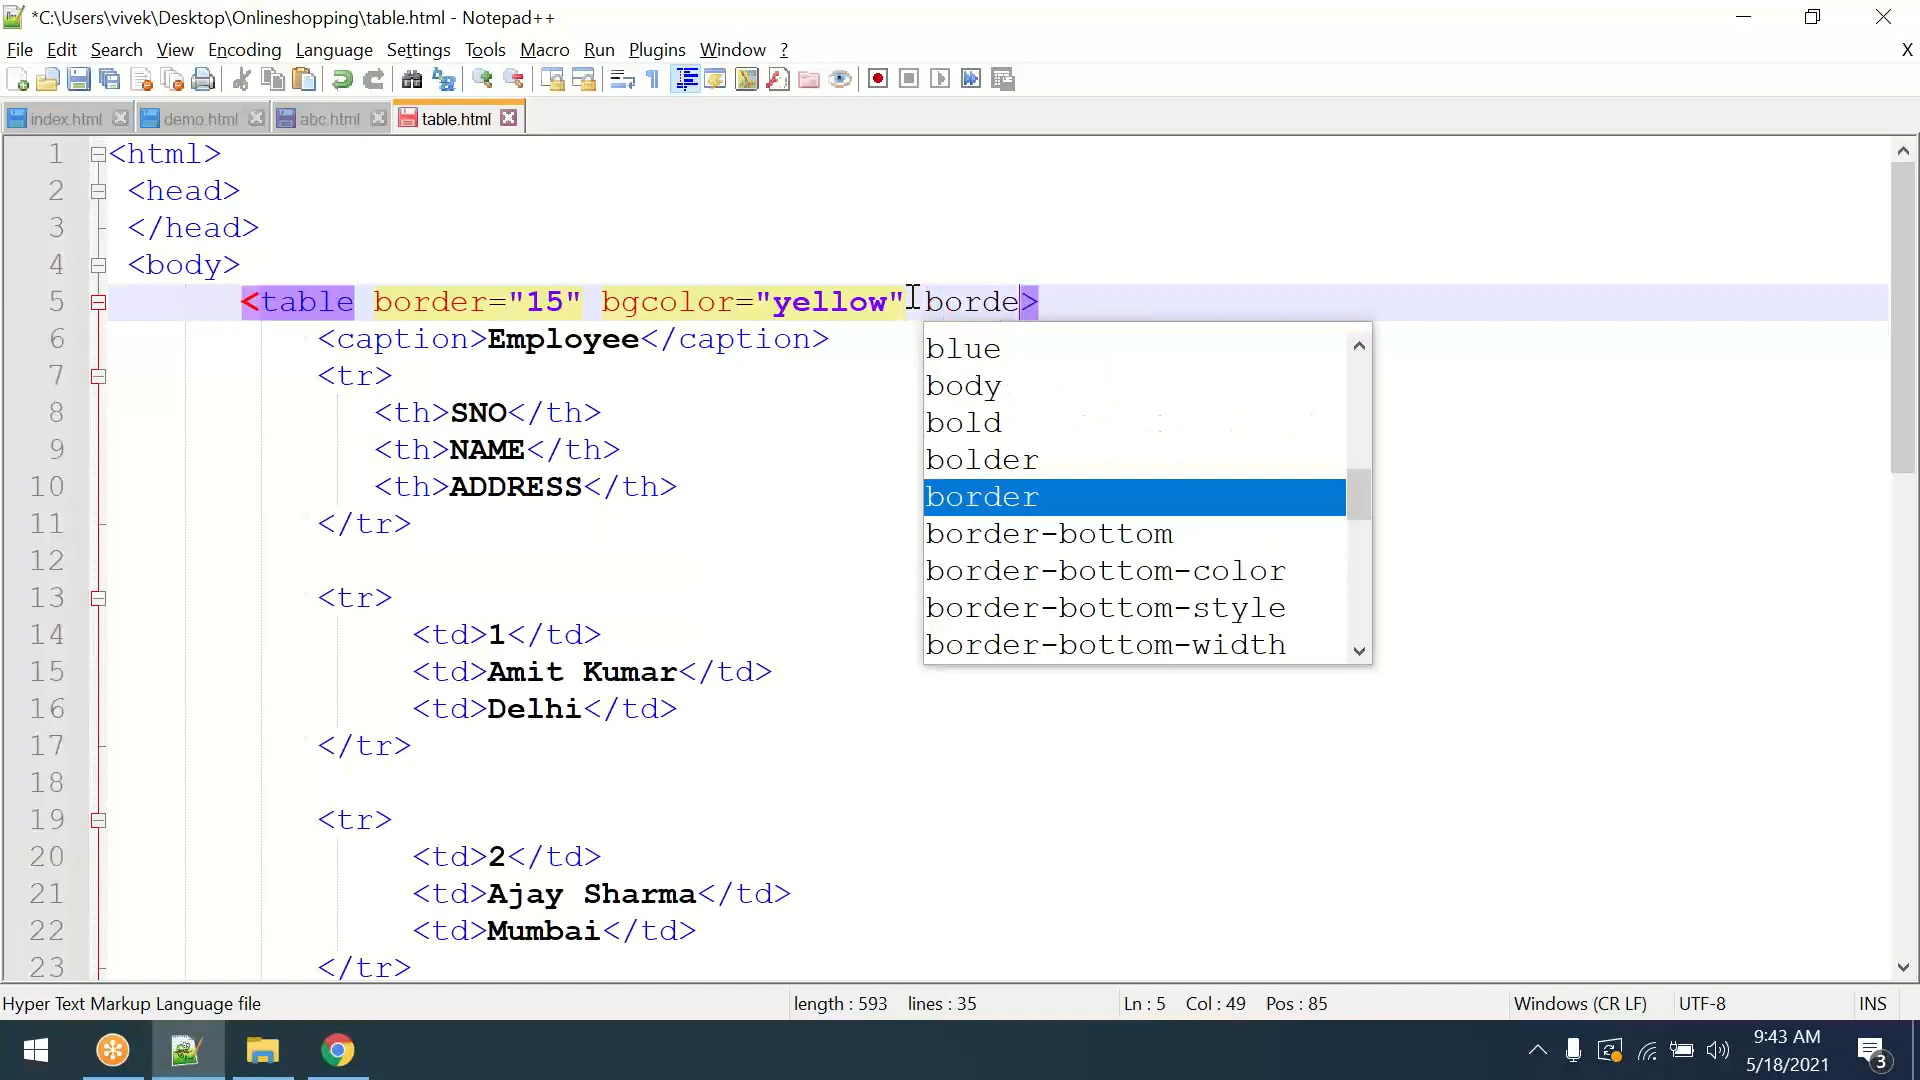 *C:\Users\vivek\Desktop\Onlineshopping\table.html - Notepad++
File Edit Search View Encoding Language Settings Tools Macro Run Plugins Window ? X
index.html demo.html abc.html table.html
1 <html>
2 <head>
3 </head>
4 <body>
5 <table border="15" bgcolor="yellow" borde>
6 <caption>Employee</caption>
7 <tr>
8 <th>SNO</th>
9 <th>NAME</th>
10 <th>ADDRESS</th>
11 </tr>
12
13 <tr>
14 <td>1</td>
15 <td>Amit Kumar</td>
16 <td>Delhi</td>
17 </tr>
18
19 <tr>
20 <td>2</td>
21 <td>Ajay Sharma</td>
22 <td>Mumbai</td>
23 </tr>
blue
body
bold
bolder
border
border-bottom
border-bottom-color
border-bottom-style
border-bottom-width
Hyper Text Markup Language file length : 593 lines : 35 Ln : 5 Col : 49 Pos : 85 Windows (CR LF) UTF-8 INS
9:43 AM
5/18/2021
3